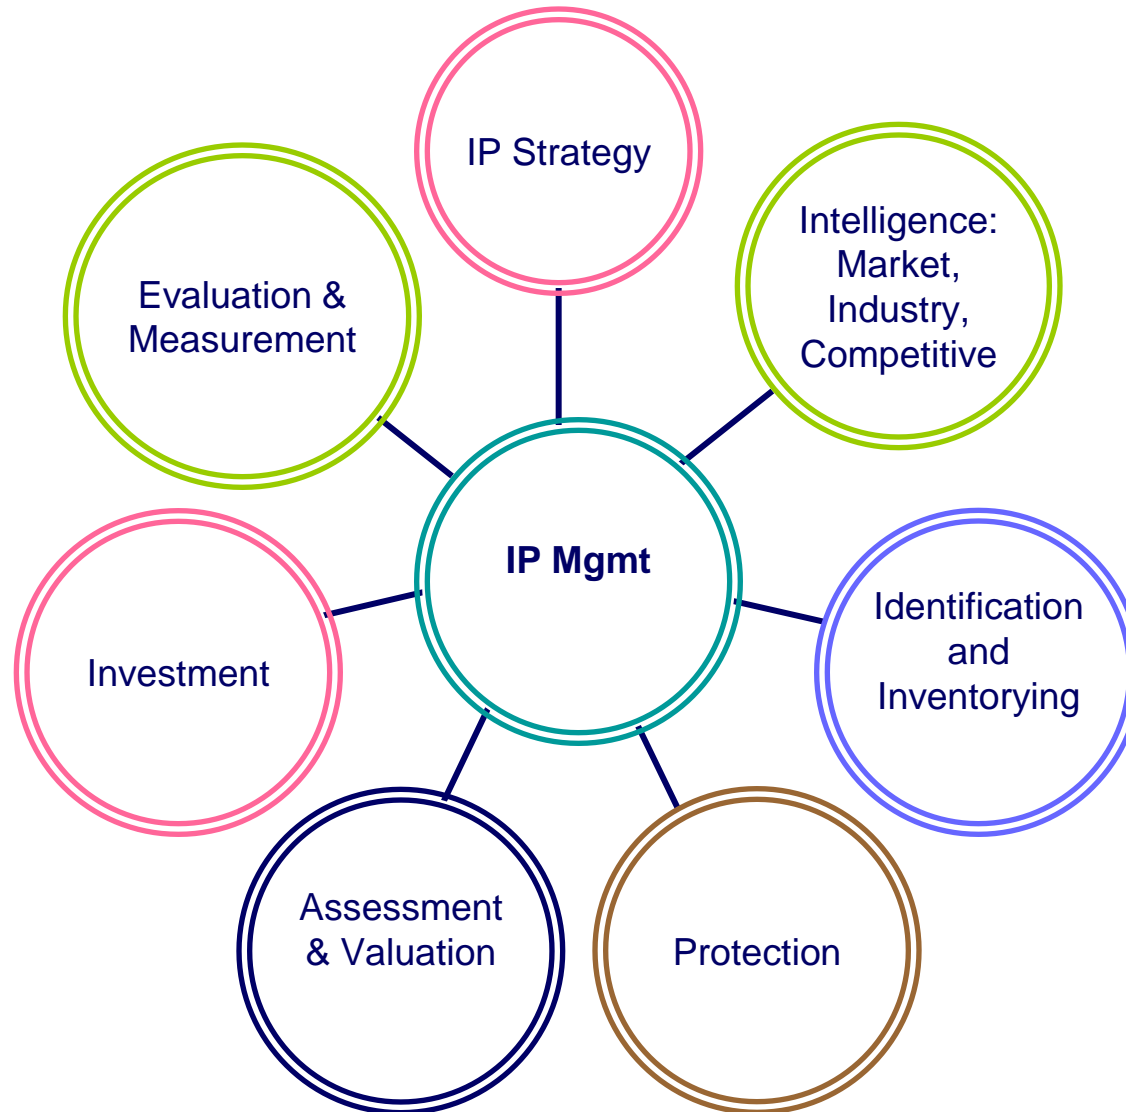 IP Strategy
Intelligence:
Market,
Industry,
Competitive
Evaluation &
Measurement
IP Mgmt
Identification
and
Inventorying
Investment
Assessment
& Valuation
Protection